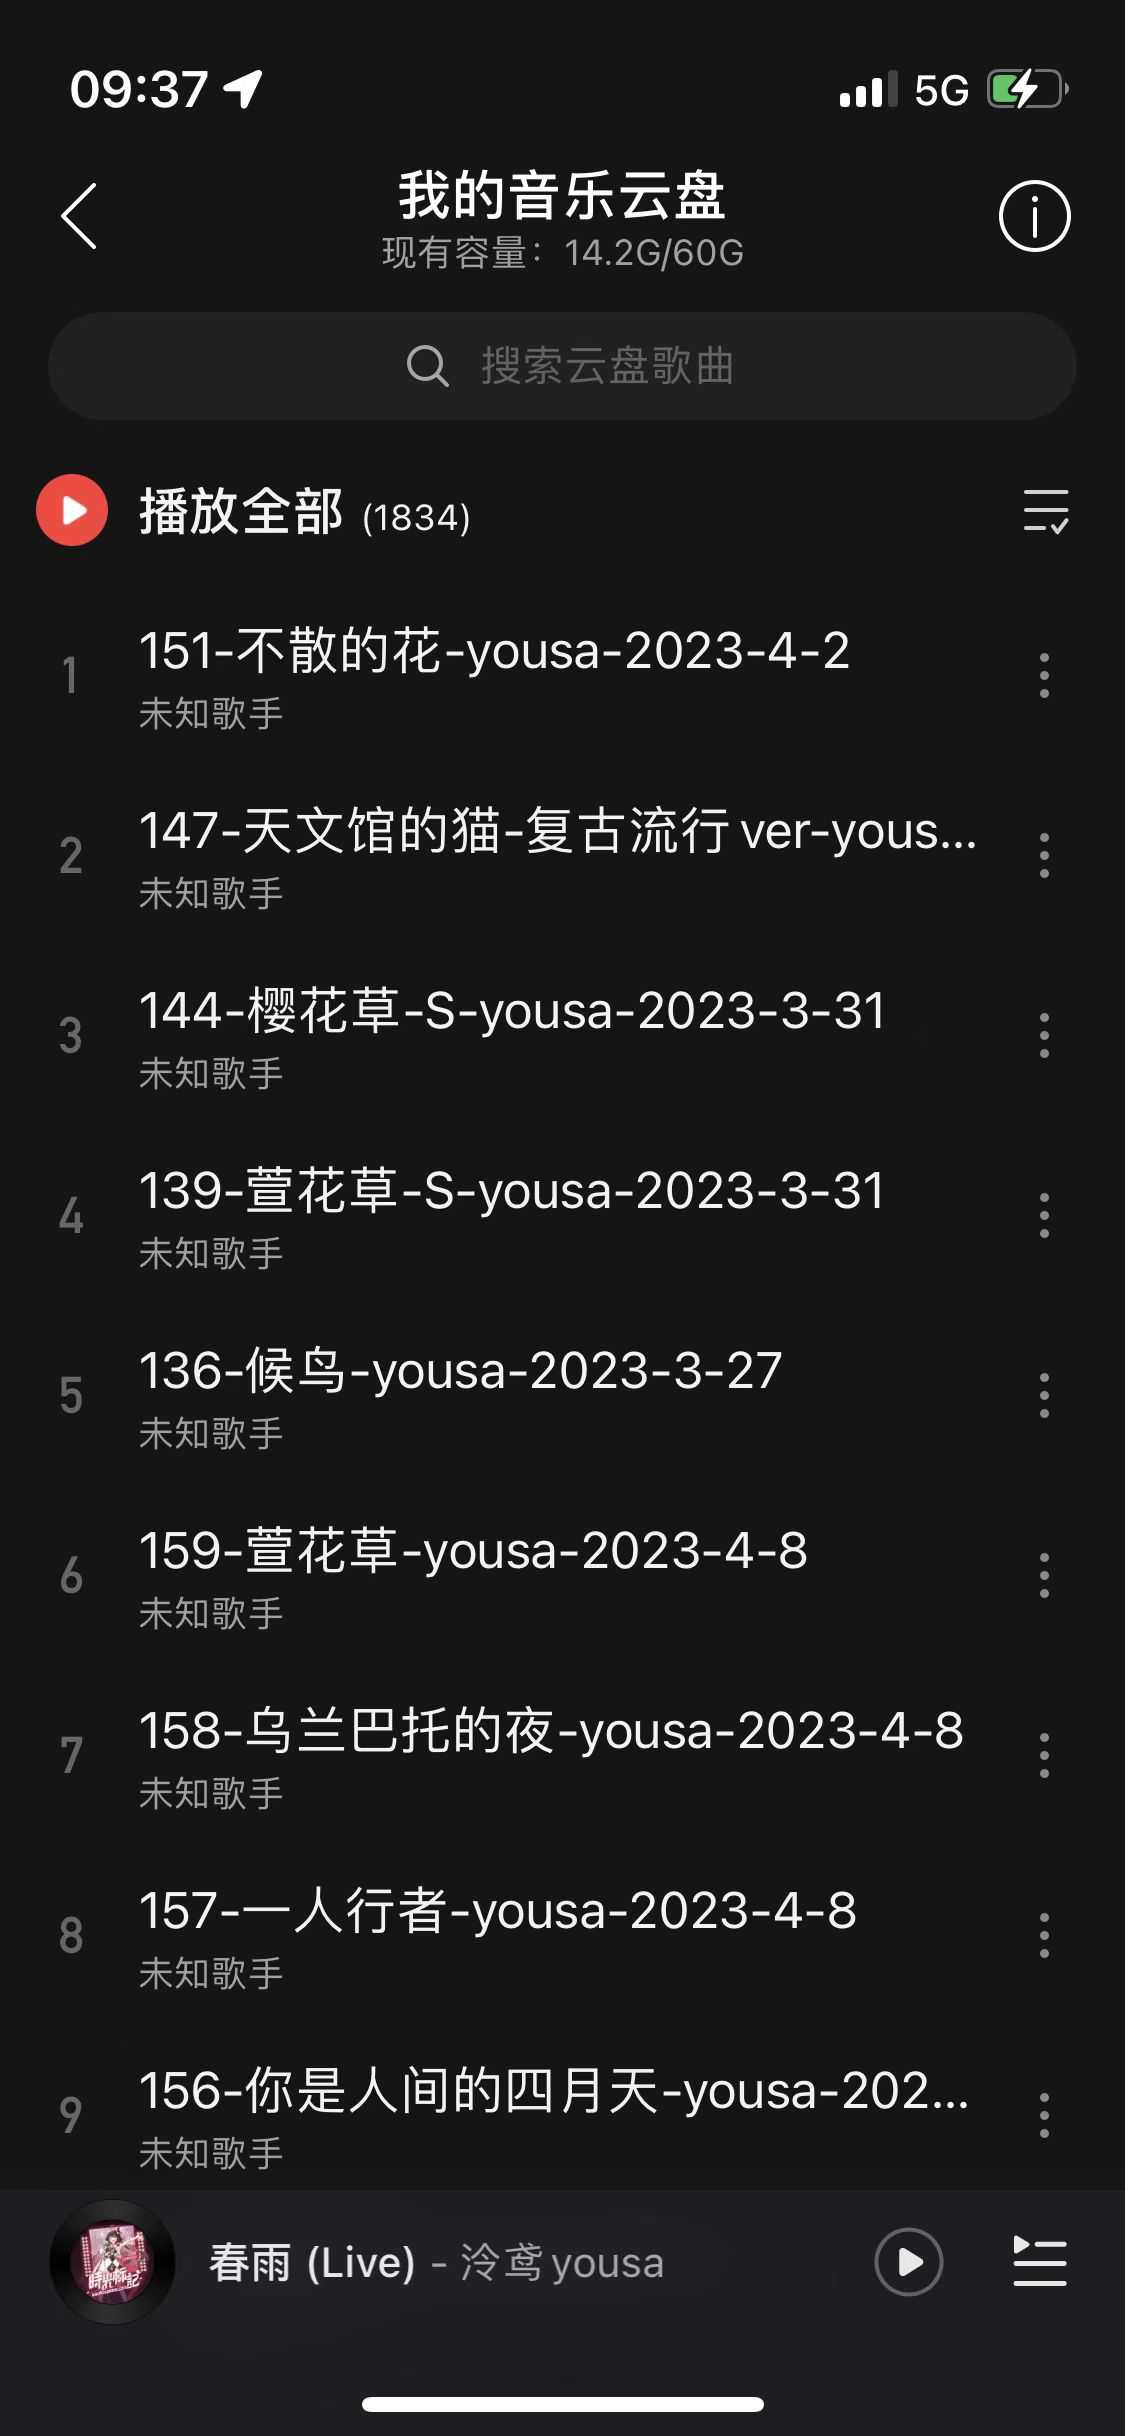 09:37
5G
我的音乐云盘
现有容量：14.2G/60G
搜索云盘歌曲
播放全部 (1834)
1
151-不散的花-yousa-2023-4-2
未知歌手
2
147-天文馆的猫-复古流行ver-yous...
未知歌手
3
144-樱花草-S-yousa-2023-3-31
未知歌手
4
139-萱花草-S-yousa-2023-3-31
未知歌手
5
136-候鸟-yousa-2023-3-27
未知歌手
6
159-萱花草-yousa-2023-4-8
未知歌手
7
158-乌兰巴托的夜-yousa-2023-4-8
未知歌手
8
157-一人行者-yousa-2023-4-8
未知歌手
9
156-你是人间的四月天-yousa-202...
未知歌手
春雨 (Live) - 泠鸢yousa